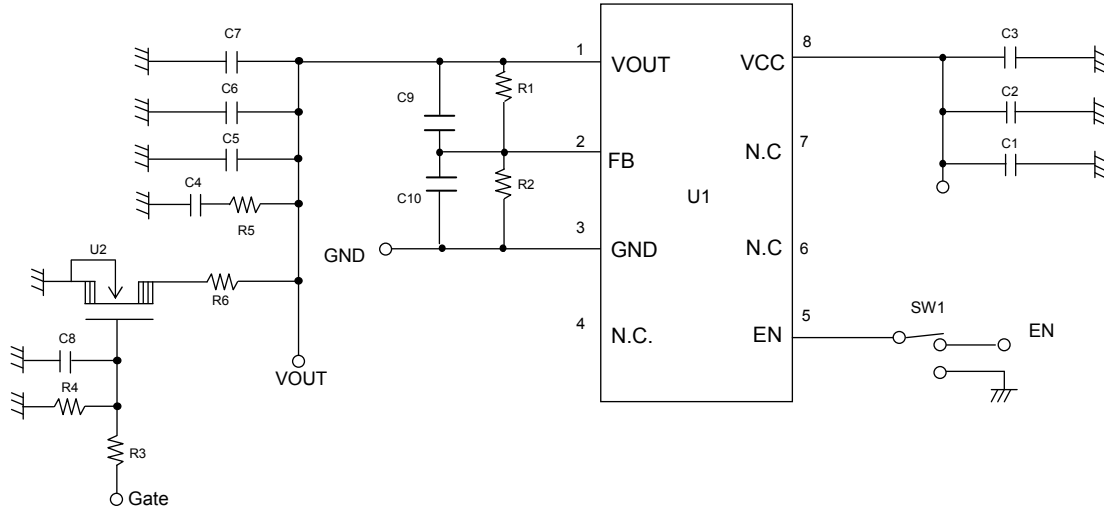 C7
C6
C5
C4
R5
U2
R6
C8
R4
R3
Gate
VOUT
C9
C10
R1
R2
GND
1
2
3
4
VOUT
FB
GND
N.C.
U1
VCC
N.C
N.C
EN
8
7
6
5
C3
C2
C1
SW1
EN